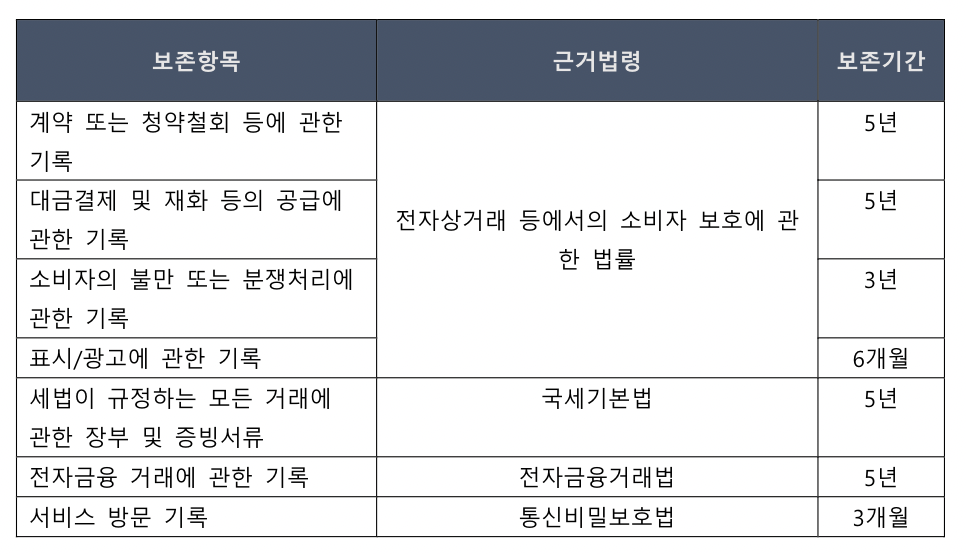 보존항목 근거법령 보존기간
계약 또는 청약철회 등에 관한
기록
5년
대금결제 및 재화 등의 공급에
관한 기록
5년
전자상거래 등에서의 소비자 보호에 관
한 법률
소비자의 불만 또는 분쟁처리에
관한 기록
3년
표시/광고에 관한 기록
6개월
세법이 규정하는 모든 거래에
관한 장부 및 증빙서류
국세기본법
5년
전자금융 거래에 관한 기록
전자금융거래법
5년
서비스 방문 기록
통신비밀보호법
3개월